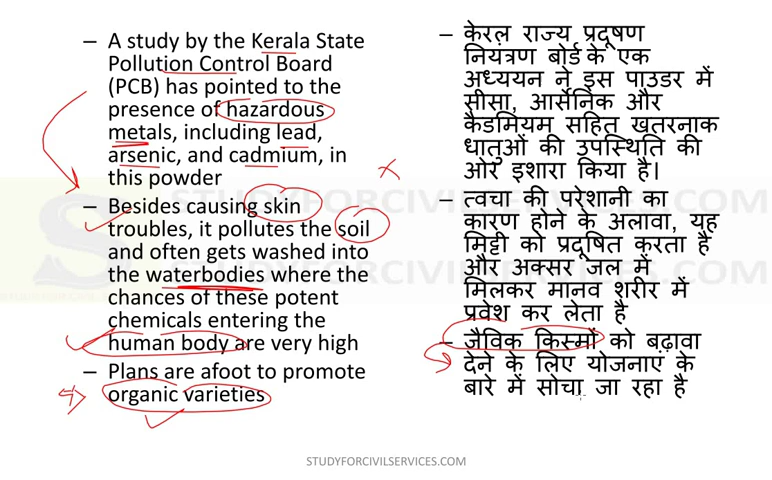 – A study by the Kerala State
Pollution Control Board
(PCB) has pointed to the
presence of hazardous
metals, including lead,
arsenic, and cadmium, in
this powder
– Besides causing skin
troubles, it pollutes the soil
and often gets washed into
the waterbodies where the
chances of these potent
chemicals entering the
human body are very high
– Plans are afoot to promote
organic varieties
– केरल राज्य प्रदूषण
नियंत्रण बोर्ड के एक
अध्ययन ने इस पाउडर में
सीसा, आर्सेनिक और
कैडमियम सहित खतरनाक
धातुओं की उपस्थिति की
ओर इशारा किया है।
– त्वचा की परेशानी का
कारण होने के अलावा, यह
मिट्टी को प्रदूषित करता है
और अक्सर जल में
मिलकर मानव शरीर में
प्रवेश कर लेता है
– जैविक किस्मों को बढ़ावा
देने के लिए योजनाएं के
बारे में सोचा जा रहा है
STUDYFORCIVILSERVICES.COM
STUDYFORCIVILSERVICES.COM
STUDYFORCIVILSERVICES.COM